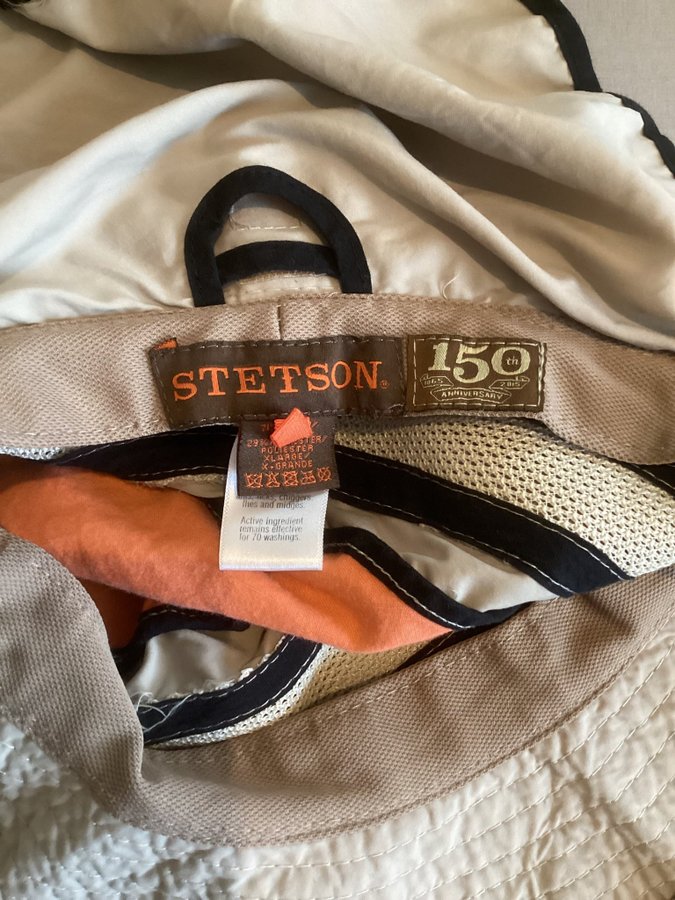 STETSON®
150th
1865 2015
ANNIVERSARY
29%
POLIESTER
XLARGE/
X-GRANDE
ticks, chiggers,
flies and midges.
Active ingredient
remains effective
for 70 washings.